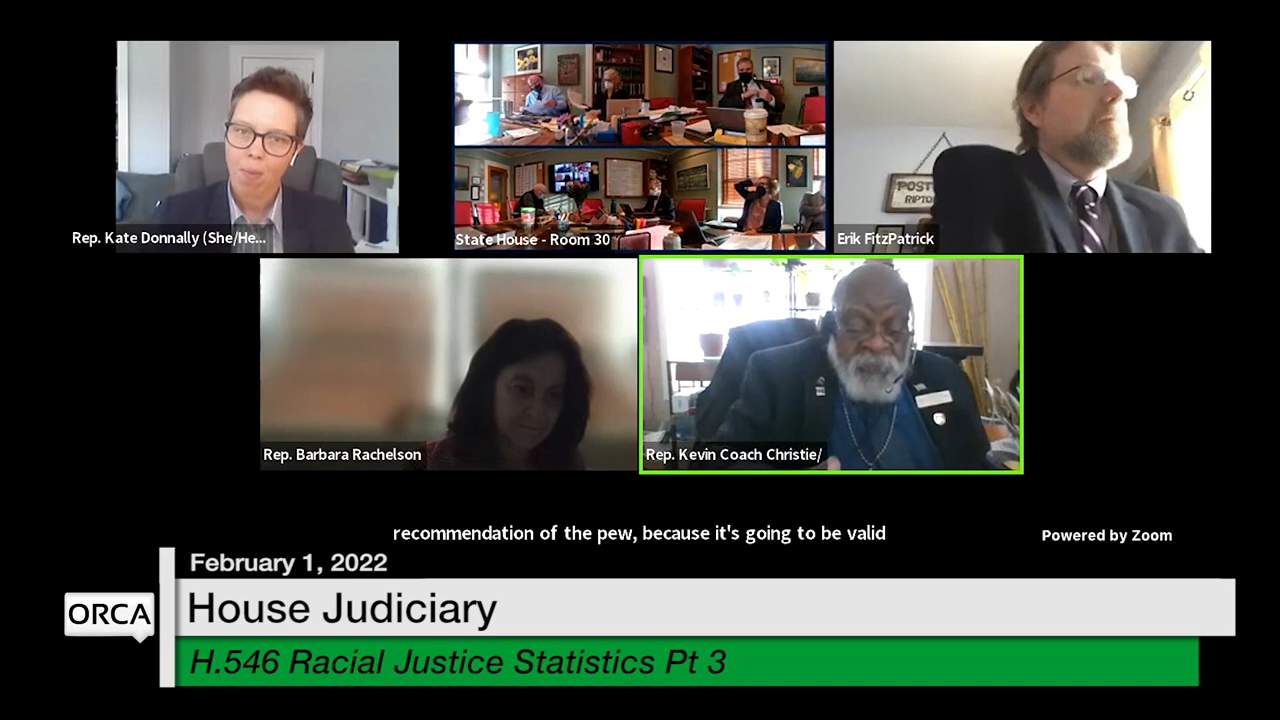 Rep. Kate Donnally (She/He...
State House - Room 30
POST
RIPTO
Erik FitzPatrick
Rep. Barbara Rachelson
Rep. Kevin Coach Christie/
recommendation of the pew, because it's going to be valid
Powered by Zoom
February 1, 2022
ORCA
House Judiciary
H.546 Racial Justice Statistics Pt 3